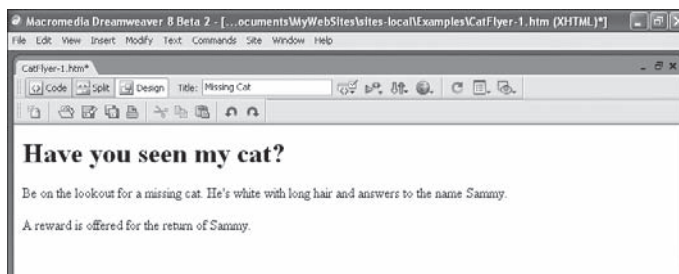 Macromedia Dreamweaver 8 Beta 2 - [...ocuments\MyWebSites\sites-local\Examples\CatFlyer-1.htm (XHTML)*]
File Edit View Insert Modify Text Commands Site Window Help
CatFlyer-1.htm*
Code Split Design Title: Missing Cat
Have you seen my cat?
Be on the lookout for a missing cat. He's white with long hair and answers to the name Sammy.
A reward is offered for the return of Sammy.